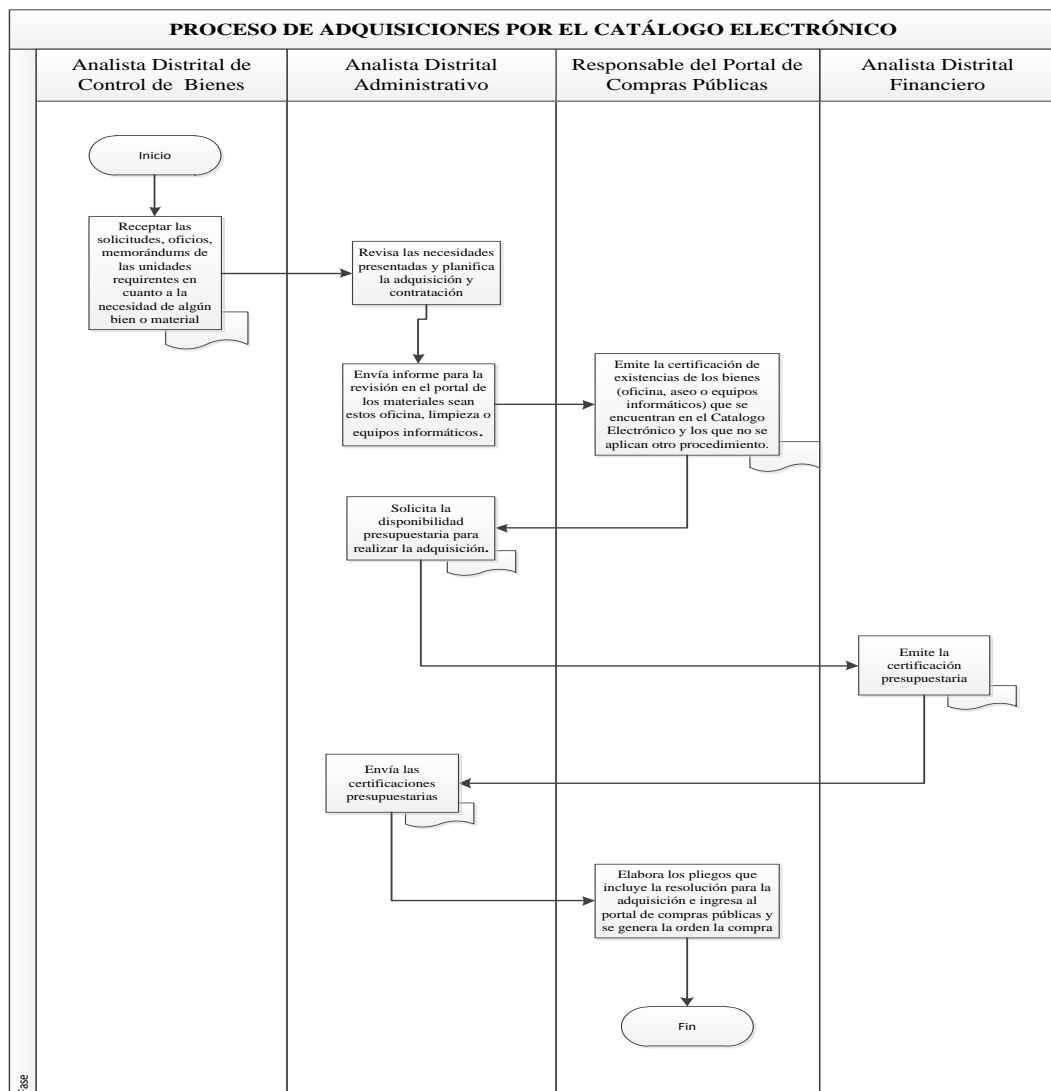 PROCESO DE ADQUISICIONES POR EL CATÁLOGO ELECTRÓNICO
Analista Distrital de
Control de Bienes
Analista Distrital
Administrativo
Responsable del Portal de
Compras Públicas
Analista Distrital
Financiero
Inicio
Receptar las
solicitudes, oficios,
memorándums de
las unidades
requirentes en
cuanto a la
necesidad de algún
bien o material
Revisa las necesidades
presentadas y planifica
la adquisición y
contratación
Envía informe para la
revisión en el portal de
los materiales sean
estos oficina, limpieza o
equipos informáticos.
Emite la certificación de
existencias de los bienes
(oficina, aseo o equipos
informáticos) que se
encuentran en el Catalogo
Electrónico y los que no se
aplican otro procedimiento.
Solicita la
disponibilidad
presupuestaria para
realizar la adquisición.
Emite la
certificación
presupuestaria
Envía las
certificaciones
presupuestarias
Elabora los pliegos que
incluye la resolución para la
adquisición e ingresa al
portal de compras públicas y
se genera la orden la compra
Fin
Fase